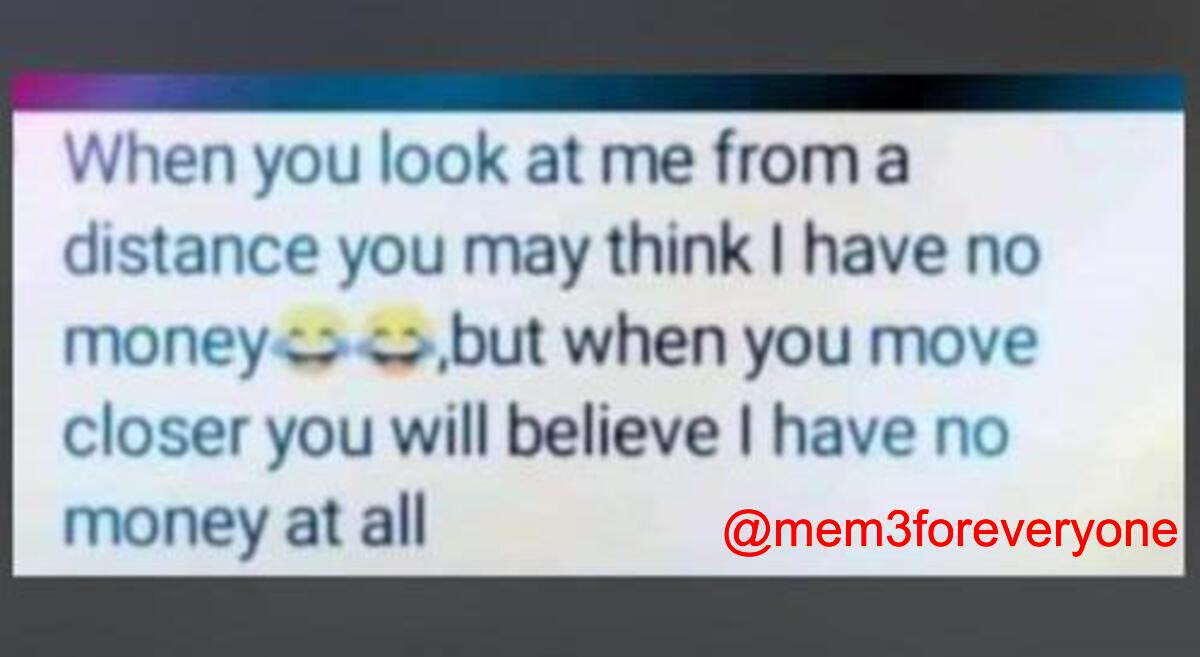 When you look at me from a
distance you may think I have no
money😂😂,but when you move
closer you will believe I have no
money at all
@mem3foreveryone